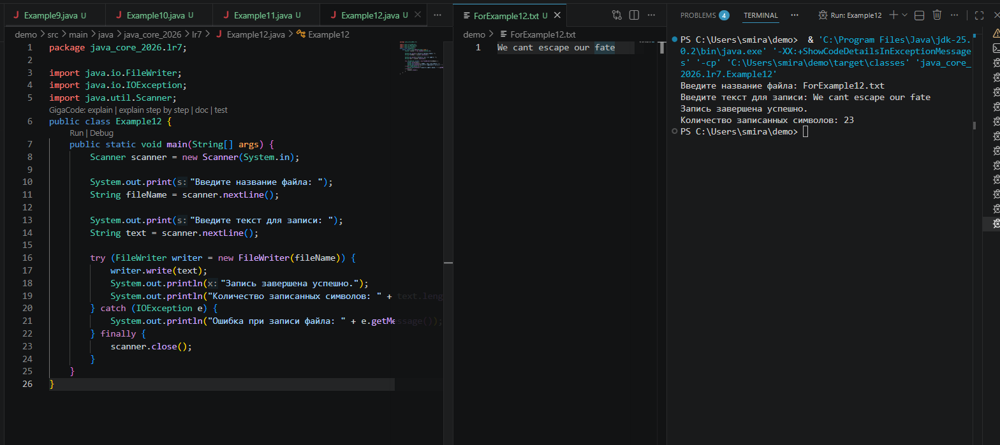 Example9.java U
Example10.java U
Example11.java U
Example12.java U
demo > src > main > java > java_core_2026 > lr7 > Example12.java > Example12
1 package java_core_2026.lr7;
2
3 import java.io.FileWriter;
4 import java.io.IOException;
5 import java.util.Scanner;
GigaCode: explain | explain step by step | doc | test
6 public class Example12 {
Run | Debug
7 public static void main(String[] args) {
8 Scanner scanner = new Scanner(System.in);
9
10 System.out.print(s: "Введите название файла: ");
11 String fileName = scanner.nextLine();
12
13 System.out.print(s: "Введите текст для записи: ");
14 String text = scanner.nextLine();
15
16 try (FileWriter writer = new FileWriter(fileName)) {
17 writer.write(text);
18 System.out.println(x: "Запись завершена успешно.");
19 System.out.println("Количество записанных символов: " + text.leng
20 } catch (IOException e) {
21 System.out.println("Ошибка при записи файла: " + e.getMessage());
22 } finally {
23 scanner.close();
24 }
25 }
26 }
ForExample12.txt U
demo > ForExample12.txt
1 We cant escape our fate
PROBLEMS 4
TERMINAL
Run: Example12
PS C:\Users\smira\demo> & 'C:\Program Files\Java\jdk-25.
0.2\bin\java.exe' '-XX:+ShowCodeDetailsInExceptionMessage
s' '-cp' 'C:\Users\smira\demo\target\classes' 'java_core_
2026.lr7.Example12'
Введите название файла: ForExample12.txt
Введите текст для записи: We cant escape our fate
Запись завершена успешно.
Количество записанных символов: 23
PS C:\Users\smira\demo>